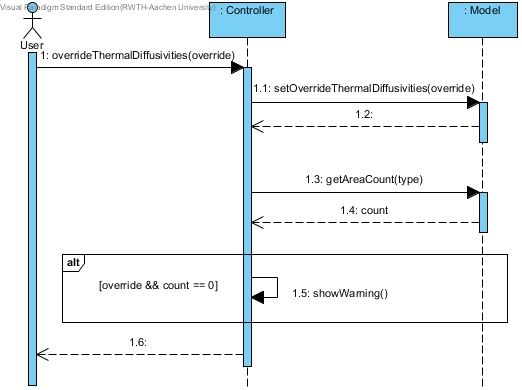 Visual Paradigm Standard Edition(RWTH-Aachen University)
: Controller
: Model
User
1: overrideThermalDiffusivities(override)
1.1: setOverrideThermalDiffusivities(override)
1.2:
1.3: getAreaCount(type)
1.4: count
alt
[override && count == 0]
1.5: showWarning()
1.6: